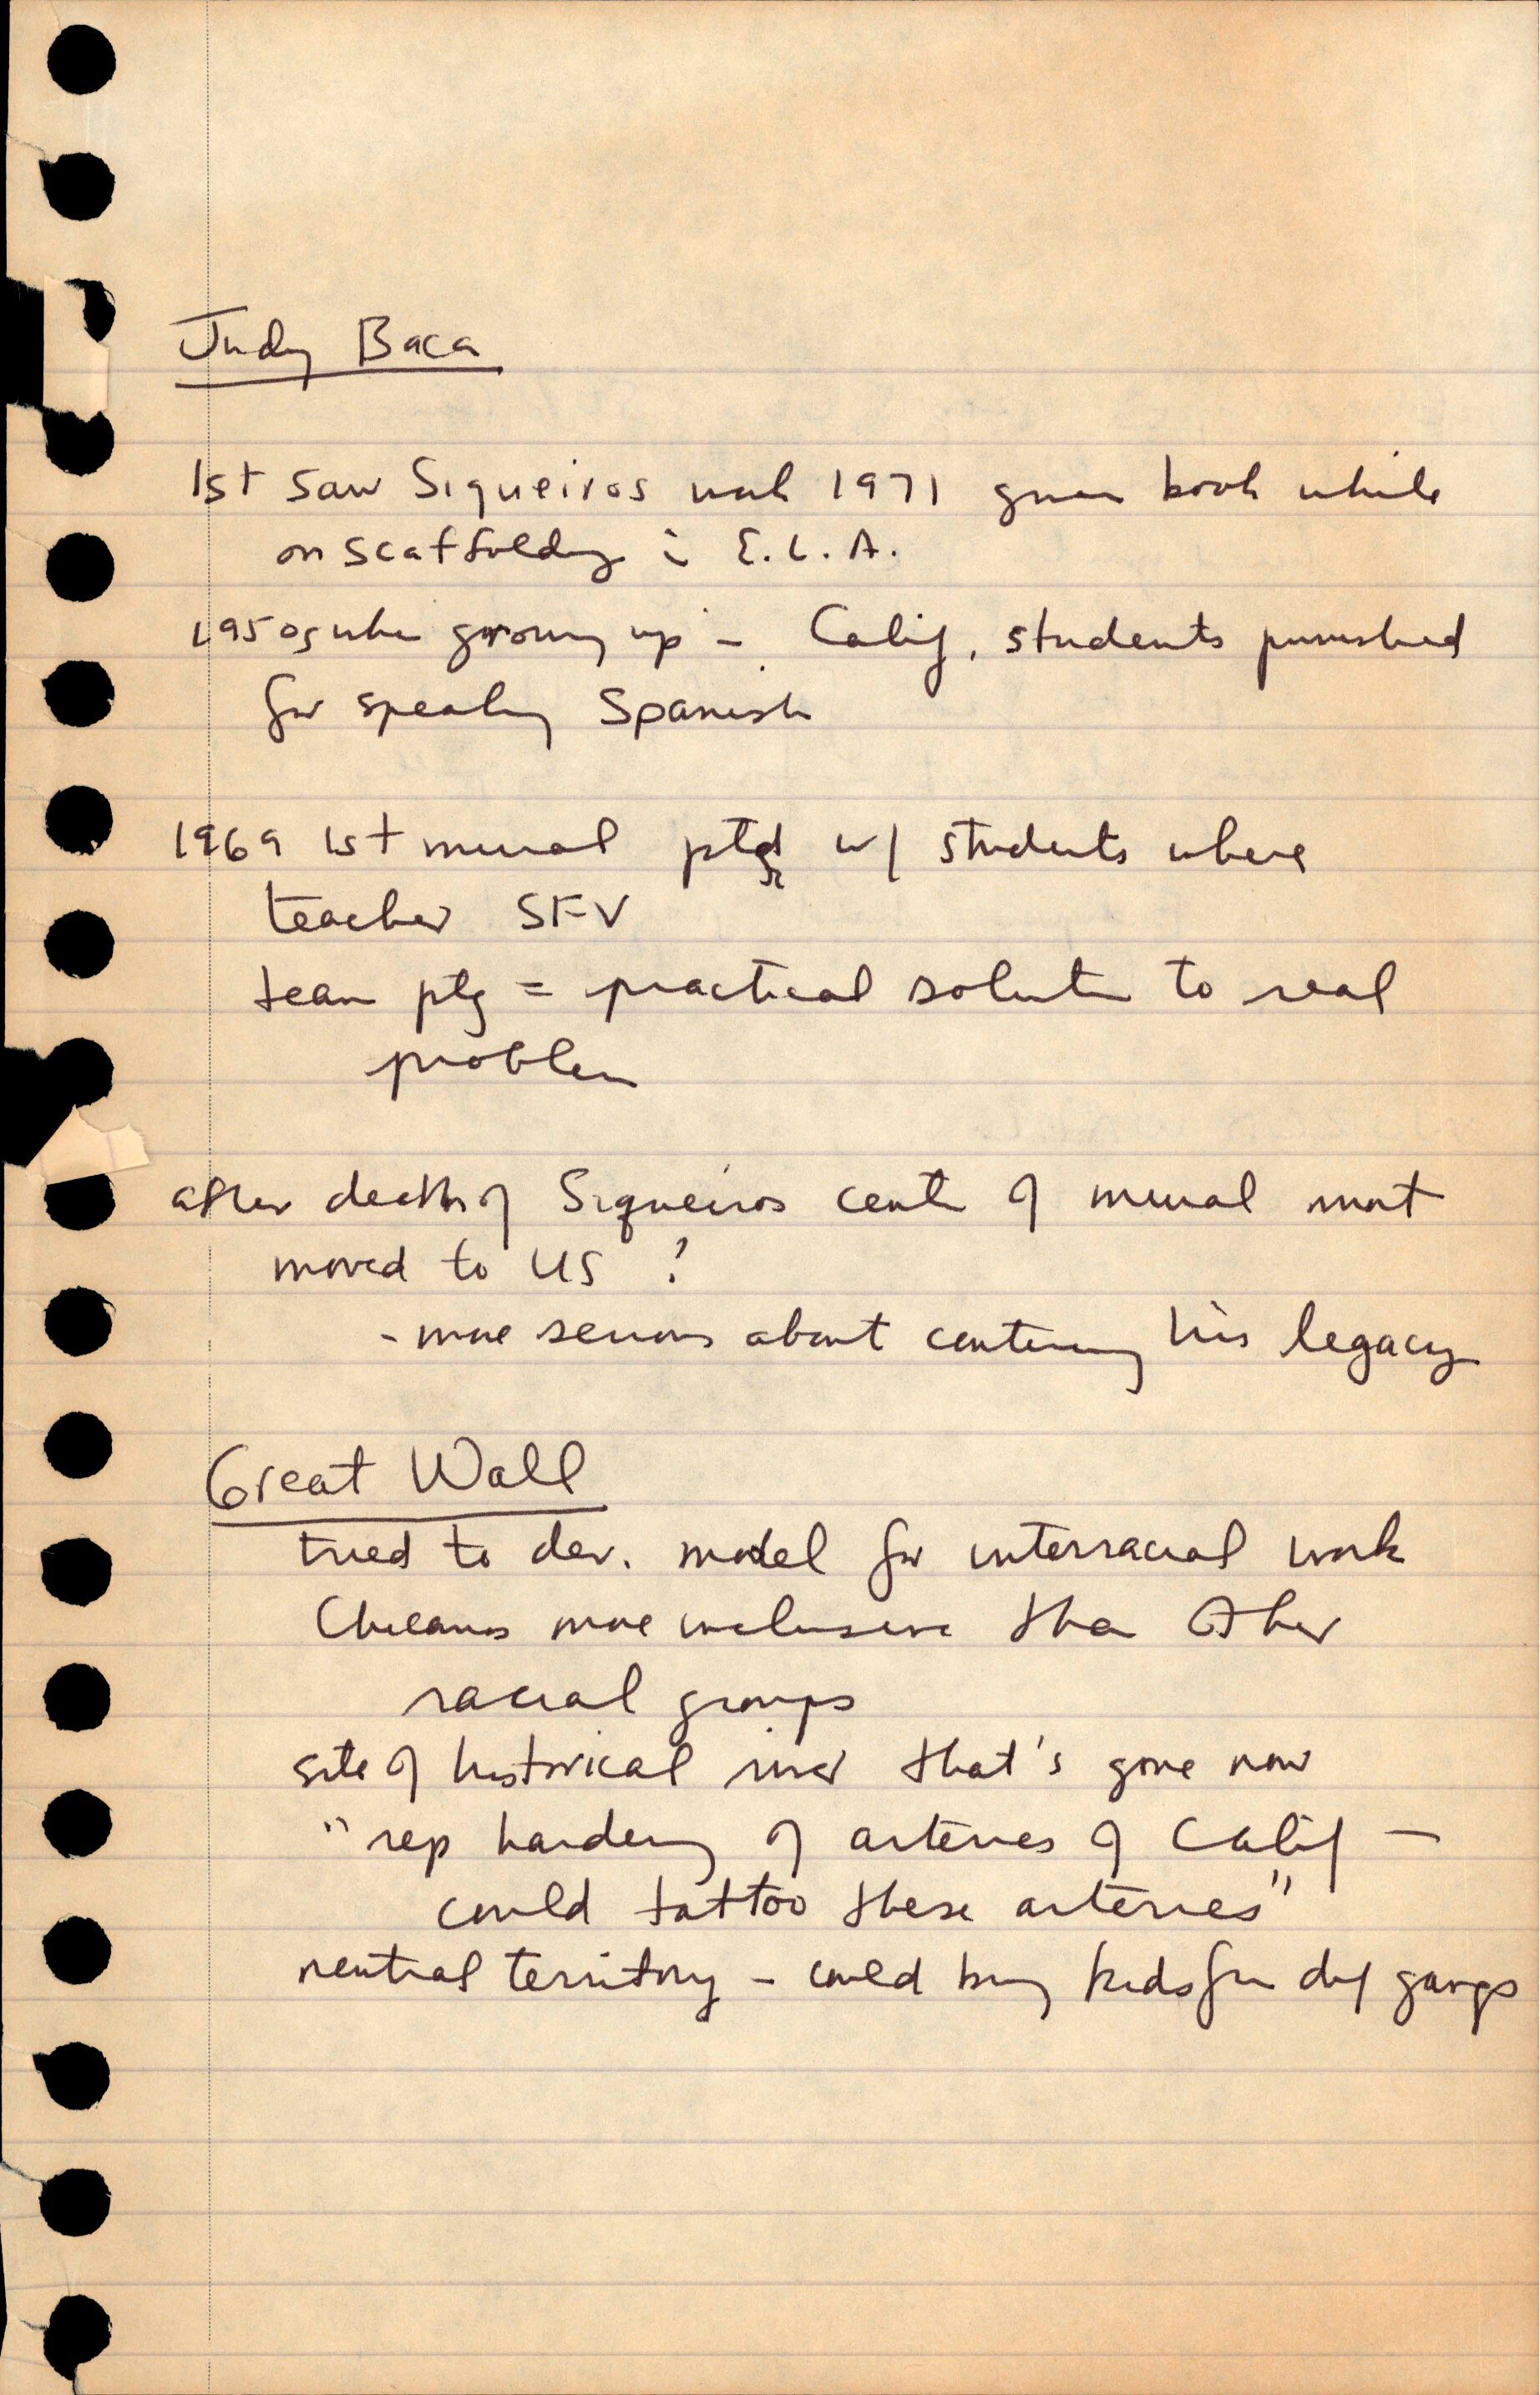 Judy Baca
1st saw Siqueiros work 1971 given book while
on scaffolding in E.L.A.
1950s when growing up - Calif. students punished
for speaking Spanish
1969 1st mural ptd w/ students where
teacher SFV
team ptg = practical solution to real
problem
after death of Siqueiros center of mural mvt
moved to US ?
- more serious about continuing his legacy
Great Wall
tried to dev. model for interracial work
Chicanos more inclusive than other
racial groups
site of historical river that's gone now
"rep hardening of arteries of Calif —
could tattoo these arteries"
neutral territory - could bring kids from dif gangs